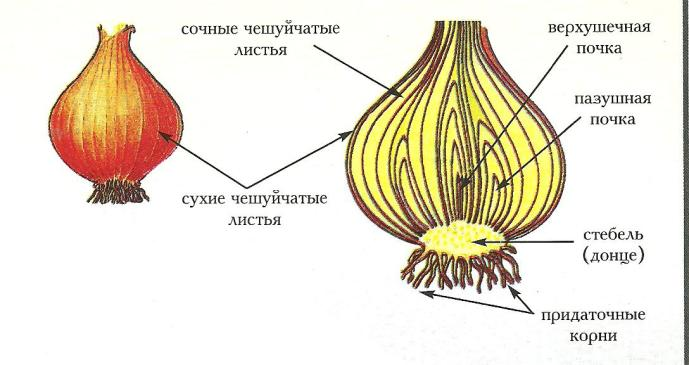 сочные чешуйчатые
листья
верхушечная
почка
пазушная
почка
сухие чешуйчатые
листья
стебель
(донце)
придаточные
корни